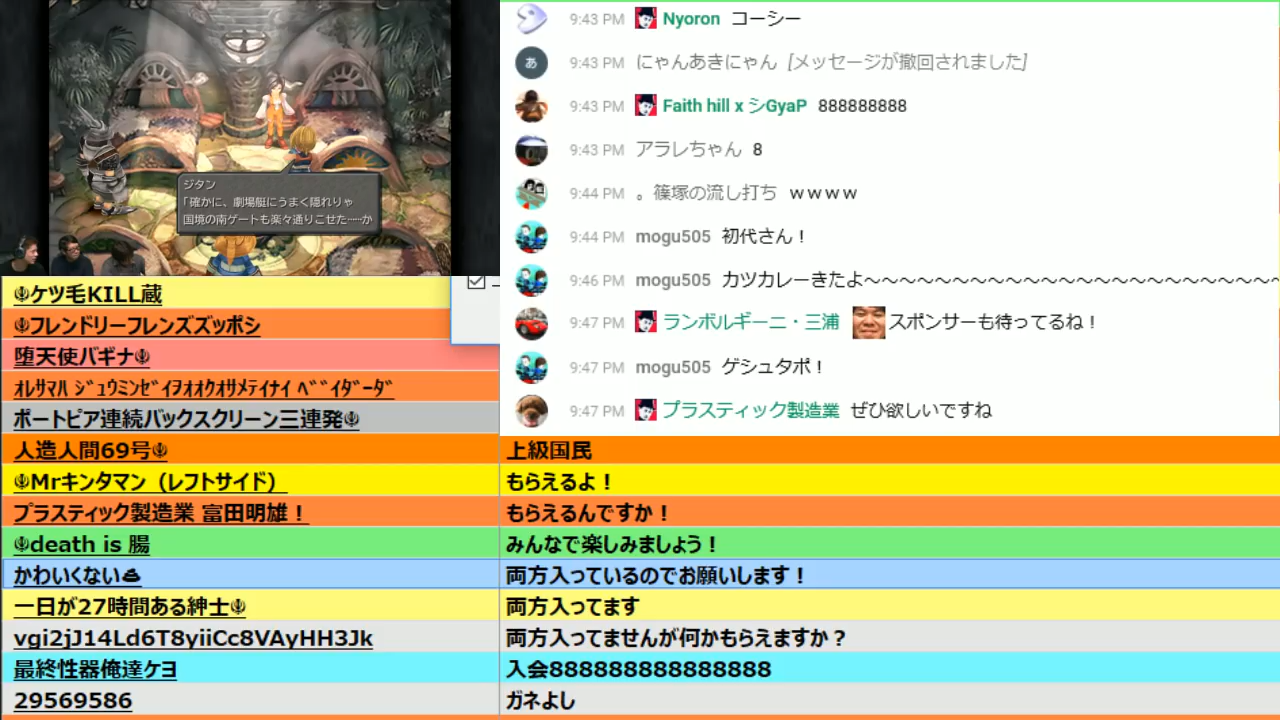 ジタン
「確かに、劇場艇にうまく隠れりゃ
国境の南ゲートも楽々通りこせた……か
9:43 PM Nyoron コーシー
あ 9:43 PM にゃんあきにゃん [メッセージが撤回されました]
9:43 PM Faith hill x シGyaP 888888888
9:43 PM アラレちゃん 8
9:44 PM 。篠塚の流し打ち ｗｗｗｗ
9:44 PM mogu505 初代さん！
9:46 PM mogu505 カツカレーきたよ～～～～～～～～～～～～～～～～～～～～～～～
9:47 PM ランボルギーニ・三浦 スポンサーも待ってるね！
9:47 PM mogu505 ゲシュタポ！
9:47 PM プラスティック製造業 ぜひ欲しいですね
☬ケツ毛KILL蔵
☬フレンドリーフレンズズッポシ
堕天使バギナ☬
ｵﾚｻﾏﾊ ｼﾞｭｳﾐﾝｾﾞｲｦｵｵｸｵｻﾒﾃｲﾅｲ ﾍﾞﾞｲﾀﾞｰﾀﾞ
ポートピア連続バックスクリーン三連発☬
人造人間69号☬ 上級国民
☬Mrキンタマン（レフトサイド） もらえるよ！
プラスティック製造業 富田明雄！ もらえるんですか！
☬death is 腸 みんなで楽しみましょう！
かわいくない💩 両方入っているのでお願いします！
一日が27時間ある紳士☬ 両方入ってます
vgi2jJ14Ld6T8yiiCc8VAyHH3Jk 両方入ってませんが何かもらえますか？
最終性器俺達ケヨ 入会888888888888888
29569586 ガネよし